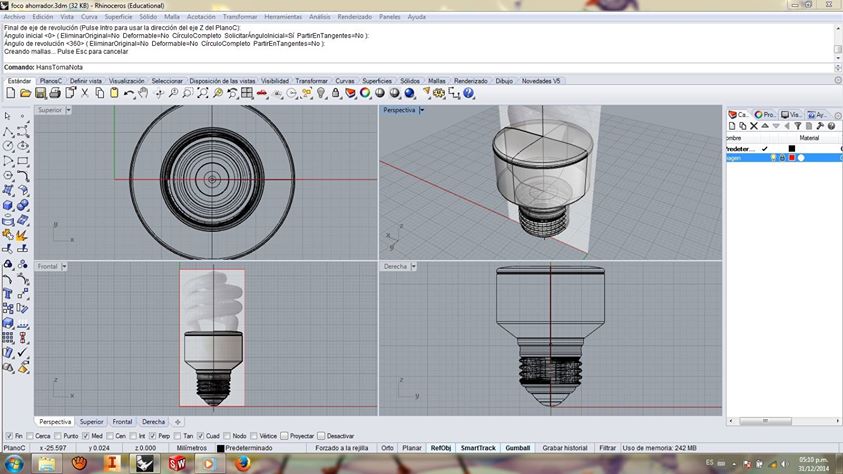 foco ahorrador.3dm (32 KB) - Rhinoceros (Educational)
Archivo Edición Vista Curva Superficie Sólido Malla Acotación Transformar Herramientas Análisis Renderizado Paneles Ayuda
Final de eje de revolución (Pulse Intro para usar la dirección del eje Z del PlanoC):
Ángulo inicial <0> ( EliminarOriginal=No Deformable=No CírculoCompleto SolicitarÁnguloInicial=Sí PartirEnTangentes=No ):
Ángulo de revolución <360> ( EliminarOriginal=No Deformable=No CírculoCompleto PartirEnTangentes=No ):
Creando mallas... Pulse Esc para cancelar
Comando: HansTomaNota
Estándar PlanosC Definir vista Visualización Seleccionar Disposición de las vistas Visibilidad Transformar Curvas Superficies Sólidos Mallas Renderizado Dibujo Novedades V5
Superior
Perspectiva
Ca... Pro... Vis... Ay...
Material
Predeter...
y x
z x y
Frontal
Derecha
z x
z y
Perspectiva Superior Frontal Derecha
Fin Cerca Punto Med Cen Int Perp Tan Cuad Nodo Vértice Proyectar Desactivar
PlanoC x -25.597 y 0.024 z 0.000 Milímetros Predeterminado Forzado a la rejilla Orto Planar RefObj SmartTrack Gumball Grabar historial Filtrar Uso de memoria: 242 MB
ES 05:10 p.m.
31/12/2014